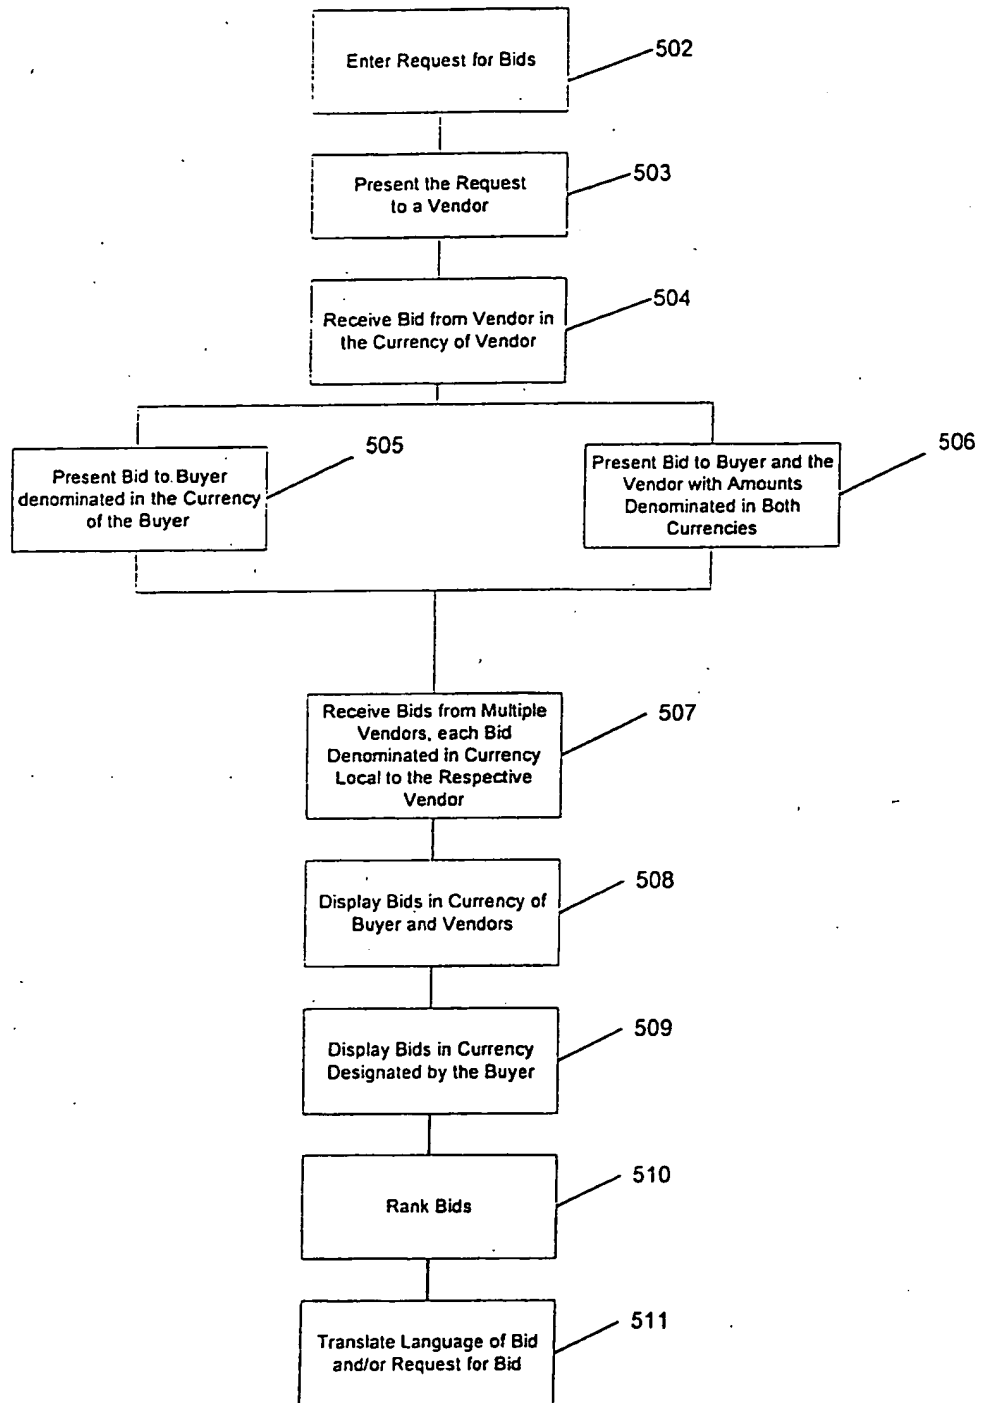 Enter Request for Bids
502
Present the Request
to a Vendor
503
Receive Bid from Vendor in
the Currency of Vendor
504
Present Bid to Buyer
denominated in the Currency
of the Buyer
505
Present Bid to Buyer and the
Vendor with Amounts
Denominated in Both
Currencies
506
Receive Bids from Multiple
Vendors, each Bid
Denominated in Currency
Local to the Respective
Vendor
507
Display Bids in Currency of
Buyer and Vendors
508
Display Bids in Currency
Designated by the Buyer
509
Rank Bids
510
Translate Language of Bid
and/or Request for Bid
511